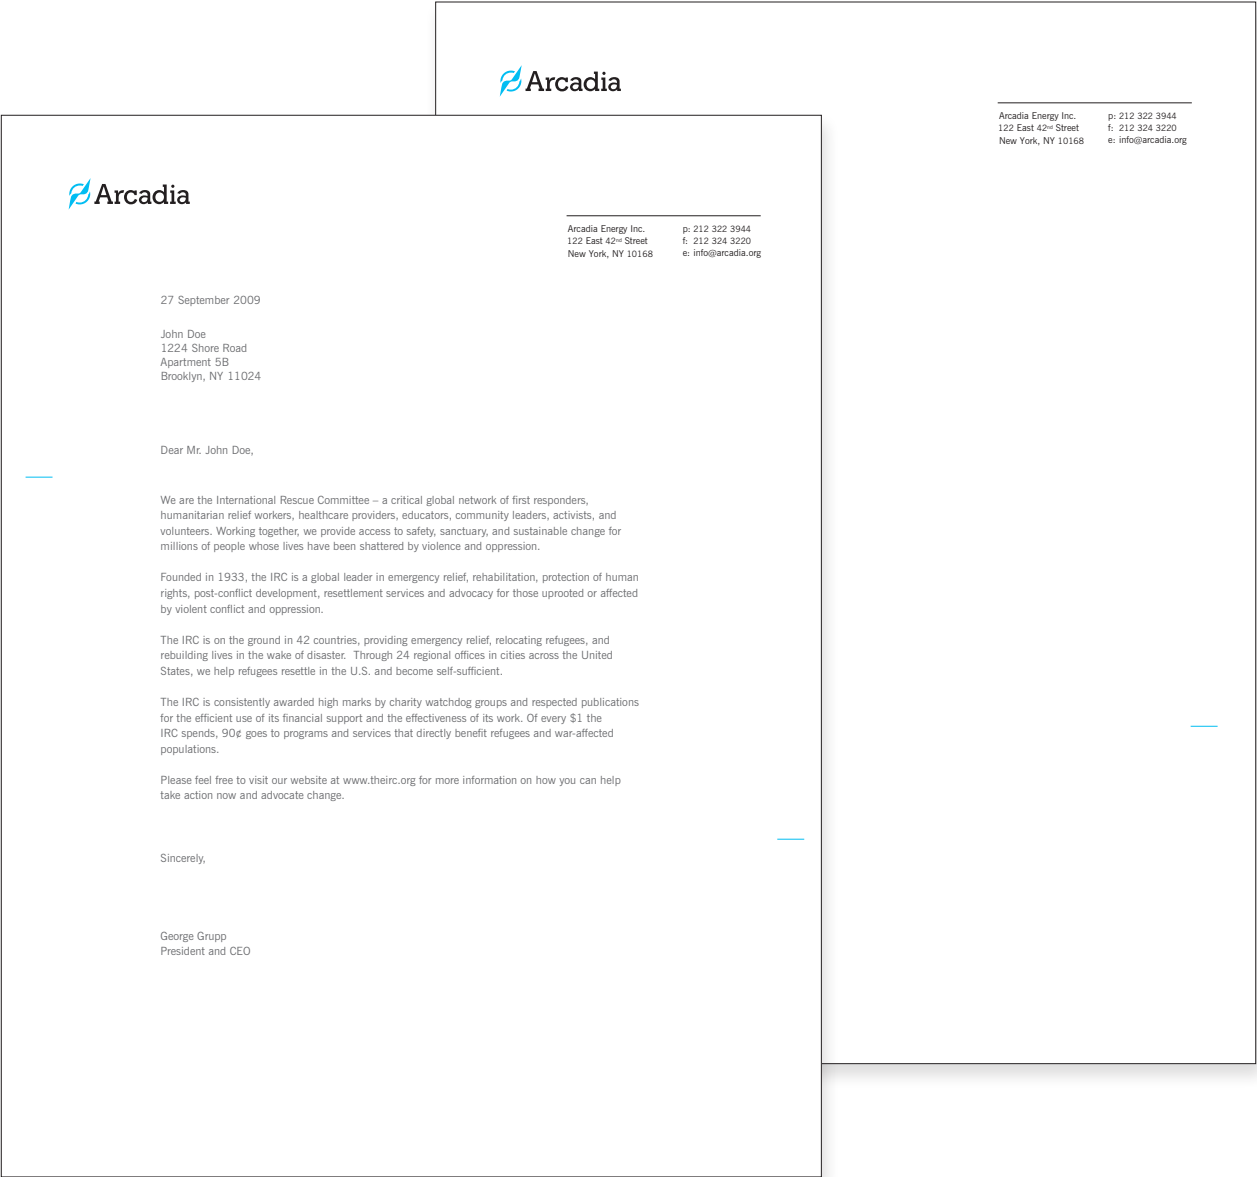 Arcadia
Arcadia Energy Inc.
122 East 42nd Street
New York, NY 10168
p: 212 322 3944
f: 212 324 3220
e: info@arcadia.org
Arcadia
Arcadia Energy Inc.
122 East 42nd Street
New York, NY 10168
p: 212 322 3944
f: 212 324 3220
e: info@arcadia.org
27 September 2009
John Doe
1224 Shore Road
Apartment 5B
Brooklyn, NY 11024
Dear Mr. John Doe,
We are the International Rescue Committee – a critical global network of first responders,
humanitarian relief workers, healthcare providers, educators, community leaders, activists, and
volunteers. Working together, we provide access to safety, sanctuary, and sustainable change for
millions of people whose lives have been shattered by violence and oppression.
Founded in 1933, the IRC is a global leader in emergency relief, rehabilitation, protection of human
rights, post-conflict development, resettlement services and advocacy for those uprooted or affected
by violent conflict and oppression.
The IRC is on the ground in 42 countries, providing emergency relief, relocating refugees, and
rebuilding lives in the wake of disaster.  Through 24 regional offices in cities across the United
States, we help refugees resettle in the U.S. and become self-sufficient.
The IRC is consistently awarded high marks by charity watchdog groups and respected publications
for the efficient use of its financial support and the effectiveness of its work. Of every $1 the
IRC spends, 90¢ goes to programs and services that directly benefit refugees and war-affected
populations.
Please feel free to visit our website at www.theirc.org for more information on how you can help
take action now and advocate change.
Sincerely,
George Grupp
President and CEO